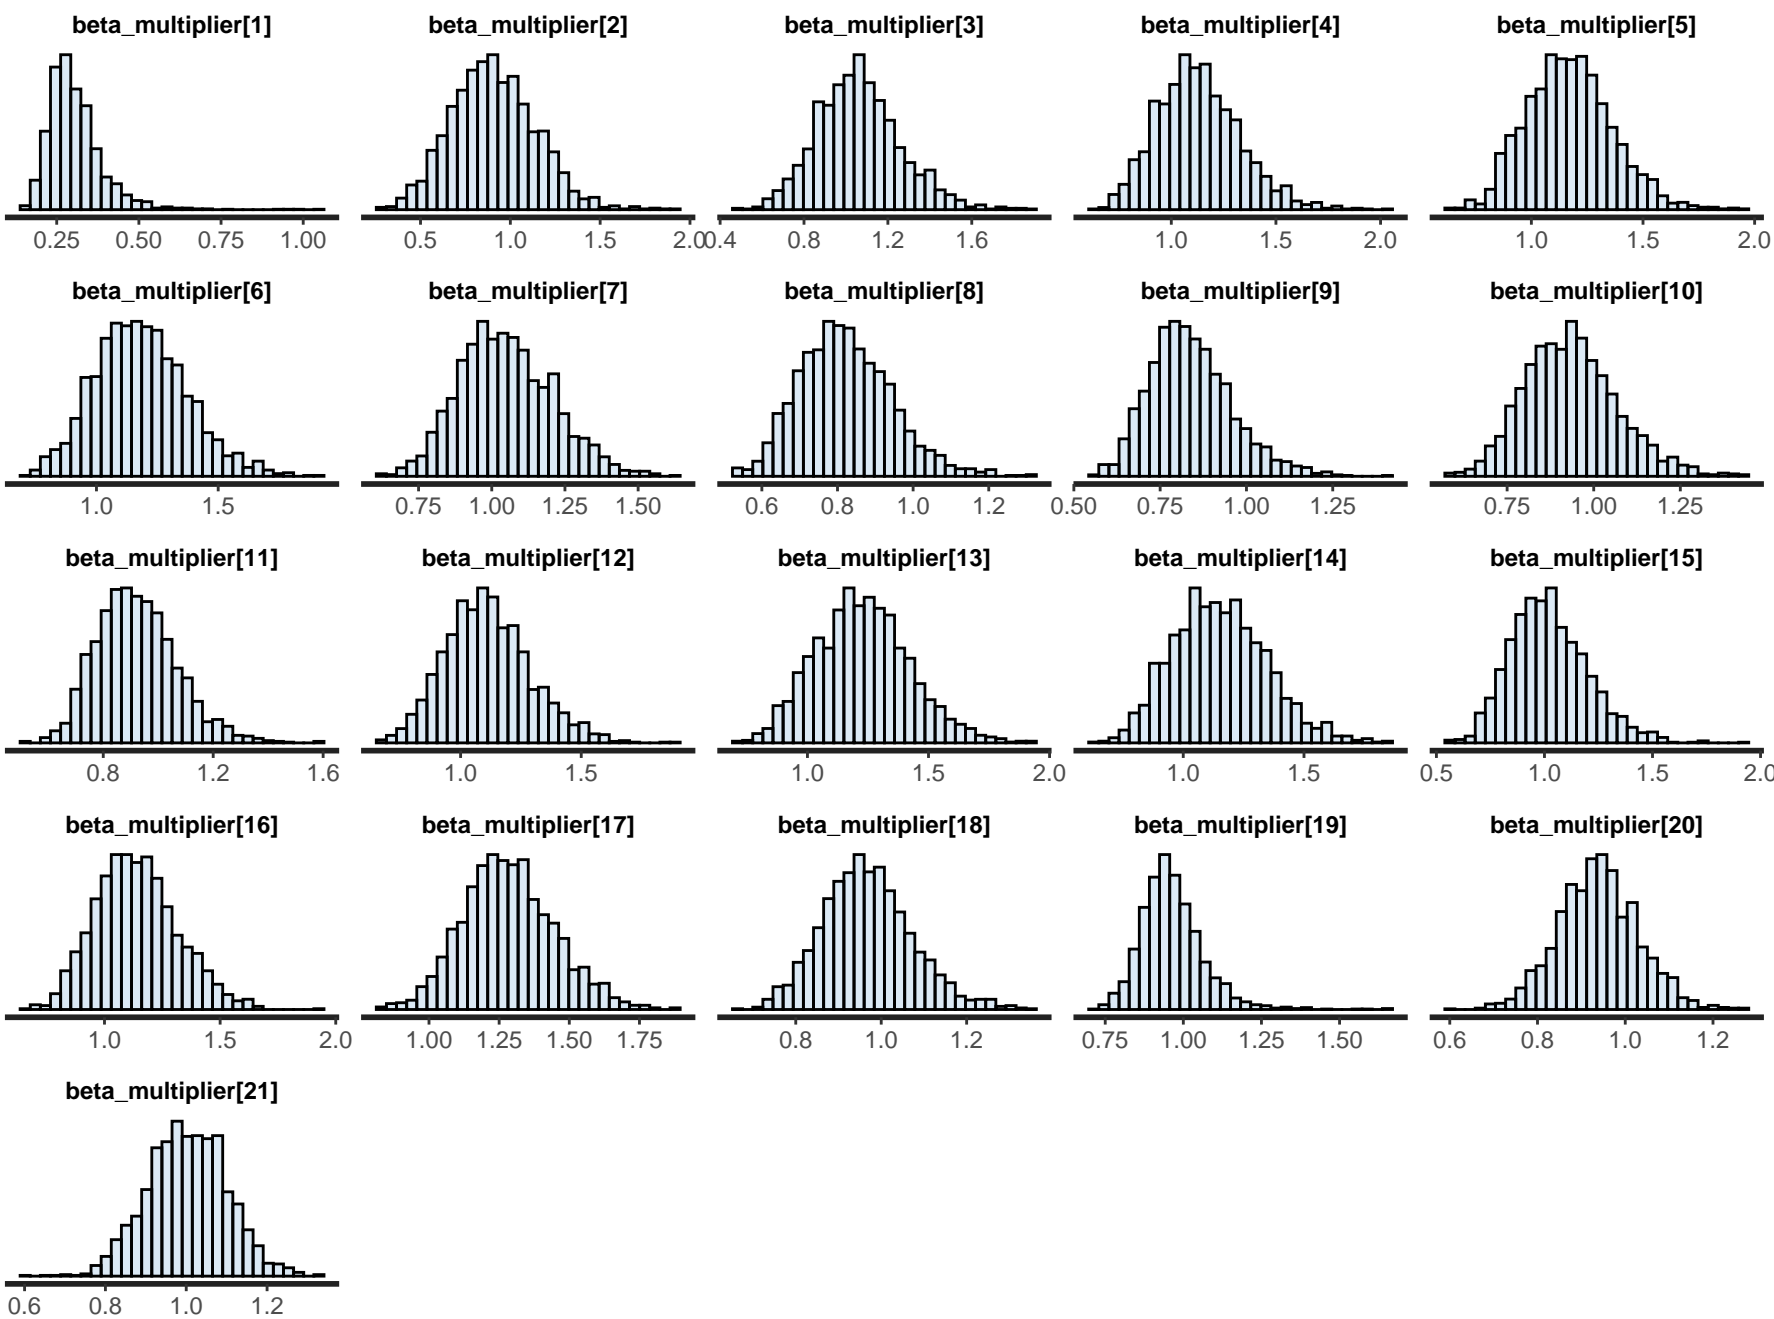 beta_multiplier[1] beta_multiplier[2] beta_multiplier[3] beta_multiplier[4] beta_multiplier[5]
0.25 0.50 0.75 1.00 0.5 1.0 1.5 2.0 0.4 0.8 1.2 1.6 1.0 1.5 2.0 1.0 1.5 2.0
beta_multiplier[6] beta_multiplier[7] beta_multiplier[8] beta_multiplier[9] beta_multiplier[10]
1.0 1.5 0.75 1.00 1.25 1.50 0.6 0.8 1.0 1.2 0.50 0.75 1.00 1.25 0.75 1.00 1.25
beta_multiplier[11] beta_multiplier[12] beta_multiplier[13] beta_multiplier[14] beta_multiplier[15]
0.8 1.2 1.6 1.0 1.5 1.0 1.5 2.0 1.0 1.5 0.5 1.0 1.5 2.0
beta_multiplier[16] beta_multiplier[17] beta_multiplier[18] beta_multiplier[19] beta_multiplier[20]
1.0 1.5 2.0 1.00 1.25 1.50 1.75 0.8 1.0 1.2 0.75 1.00 1.25 1.50 0.6 0.8 1.0 1.2
beta_multiplier[21]
0.6 0.8 1.0 1.2